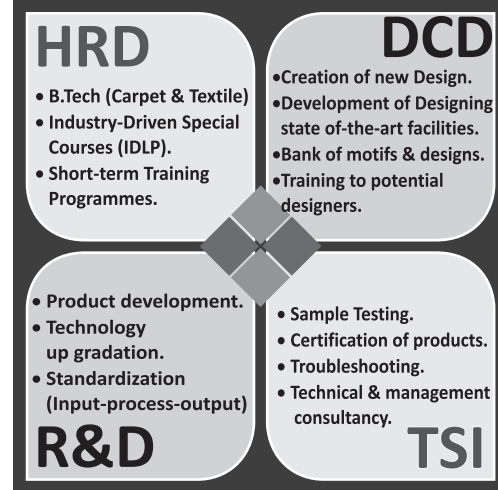 HRD
• B.Tech (Carpet & Textile)
• Industry-Driven Special
Courses (IDLP).
• Short-term Training
Programmes.
DCD
•Creation of new Design.
•Development of Designing
state of-the-art facilities.
•Bank of motifs & designs.
•Training to potential
designers.
• Product development.
• Technology
up gradation.
• Standardization
(Input-process-output)
R&D
• Sample Testing.
• Certification of products.
• Troubleshooting.
• Technical & management
consultancy.
TSI